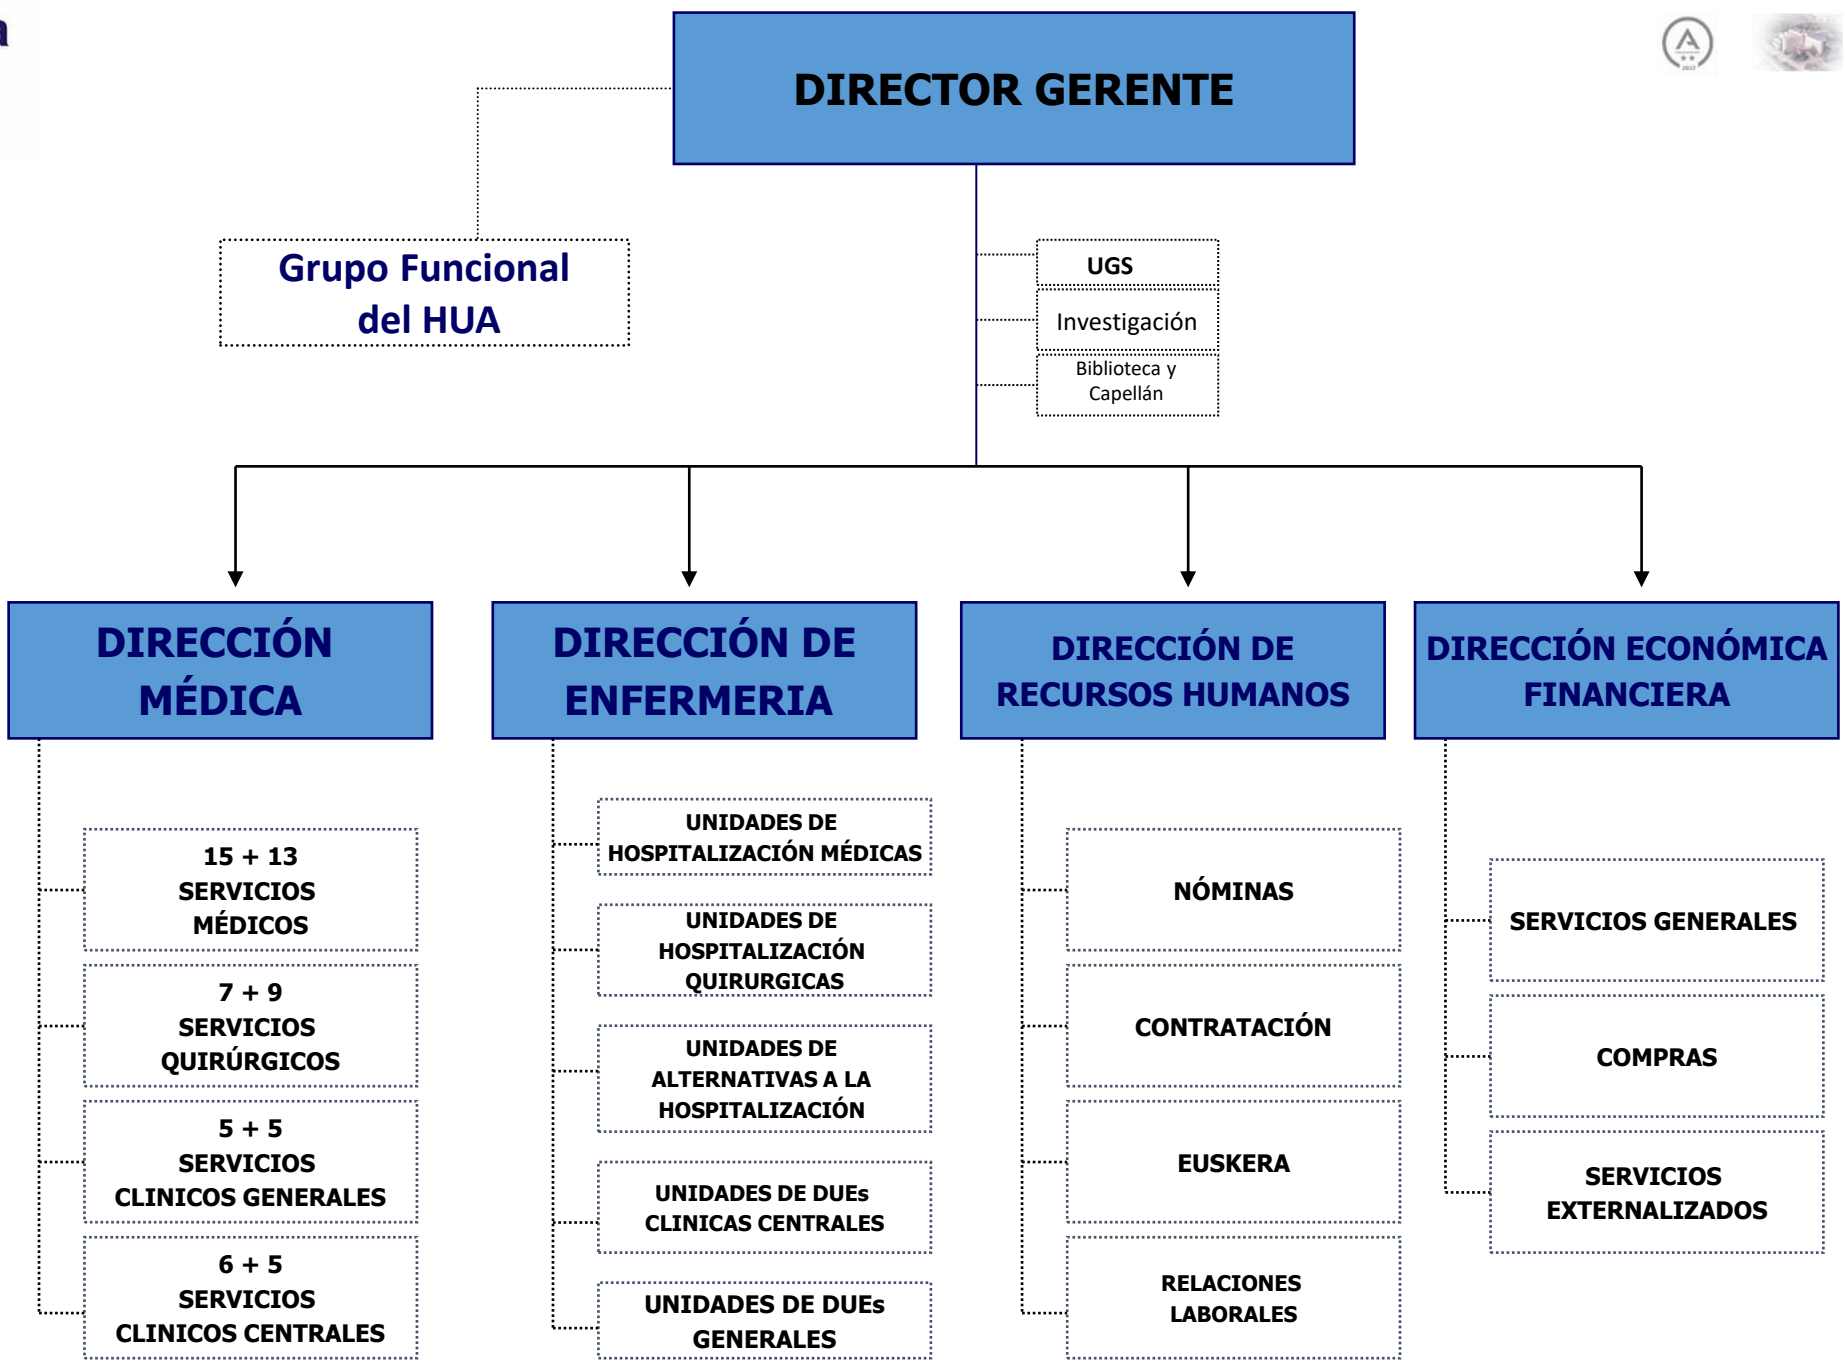 a
DIRECTOR GERENTE
A
Grupo Funcional
del HUA
UGS
Investigación
Biblioteca y
Capellán
DIRECCIÓN
MÉDICA
DIRECCIÓN DE
ENFERMERIA
DIRECCIÓN DE
RECURSOS HUMANOS
DIRECCIÓN ECONÓMICA
FINANCIERA
15 + 13
SERVICIOS
MÉDICOS
7 + 9
SERVICIOS
QUIRÚRGICOS
5 + 5
SERVICIOS
CLINICOS GENERALES
6 + 5
SERVICIOS
CLINICOS CENTRALES
UNIDADES DE
HOSPITALIZACIÓN MÉDICAS
UNIDADES DE
HOSPITALIZACIÓN
QUIRURGICAS
UNIDADES DE
ALTERNATIVAS A LA
HOSPITALIZACIÓN
UNIDADES DE DUEs
CLINICAS CENTRALES
UNIDADES DE DUEs
GENERALES
NÓMINAS
CONTRATACIÓN
EUSKERA
RELACIONES
LABORALES
SERVICIOS GENERALES
COMPRAS
SERVICIOS
EXTERNALIZADOS